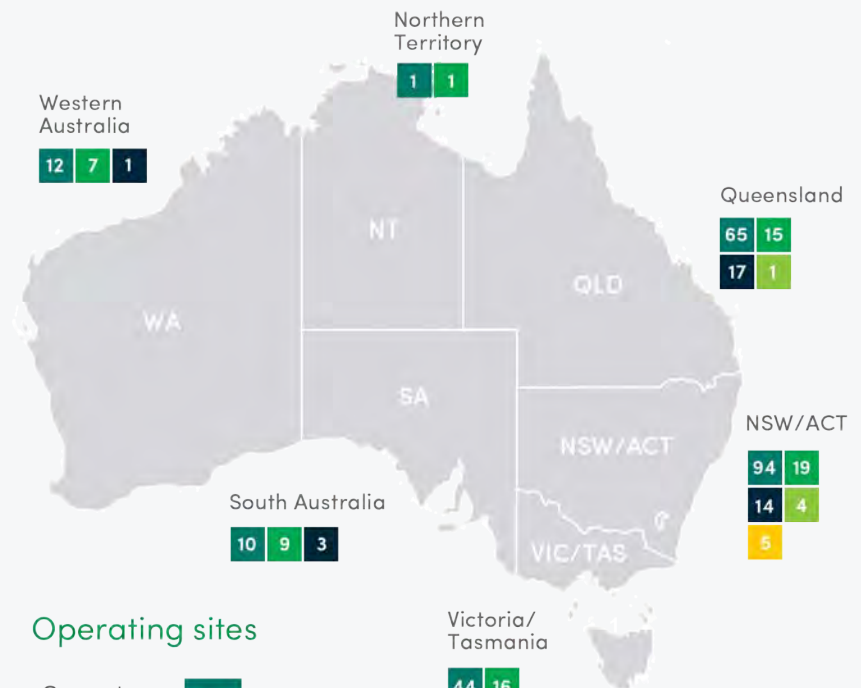 Northern
Territory
1 1
Western
Australia
12 7 1
NT
Queensland
65 15
17 1
QLD
WA
SA
NSW/ACT
NSW/ACT
94 19
14 4
5
South Australia
10 9 3
VIC/TAS
Operating sites
Victoria/
Tasmania
44 16